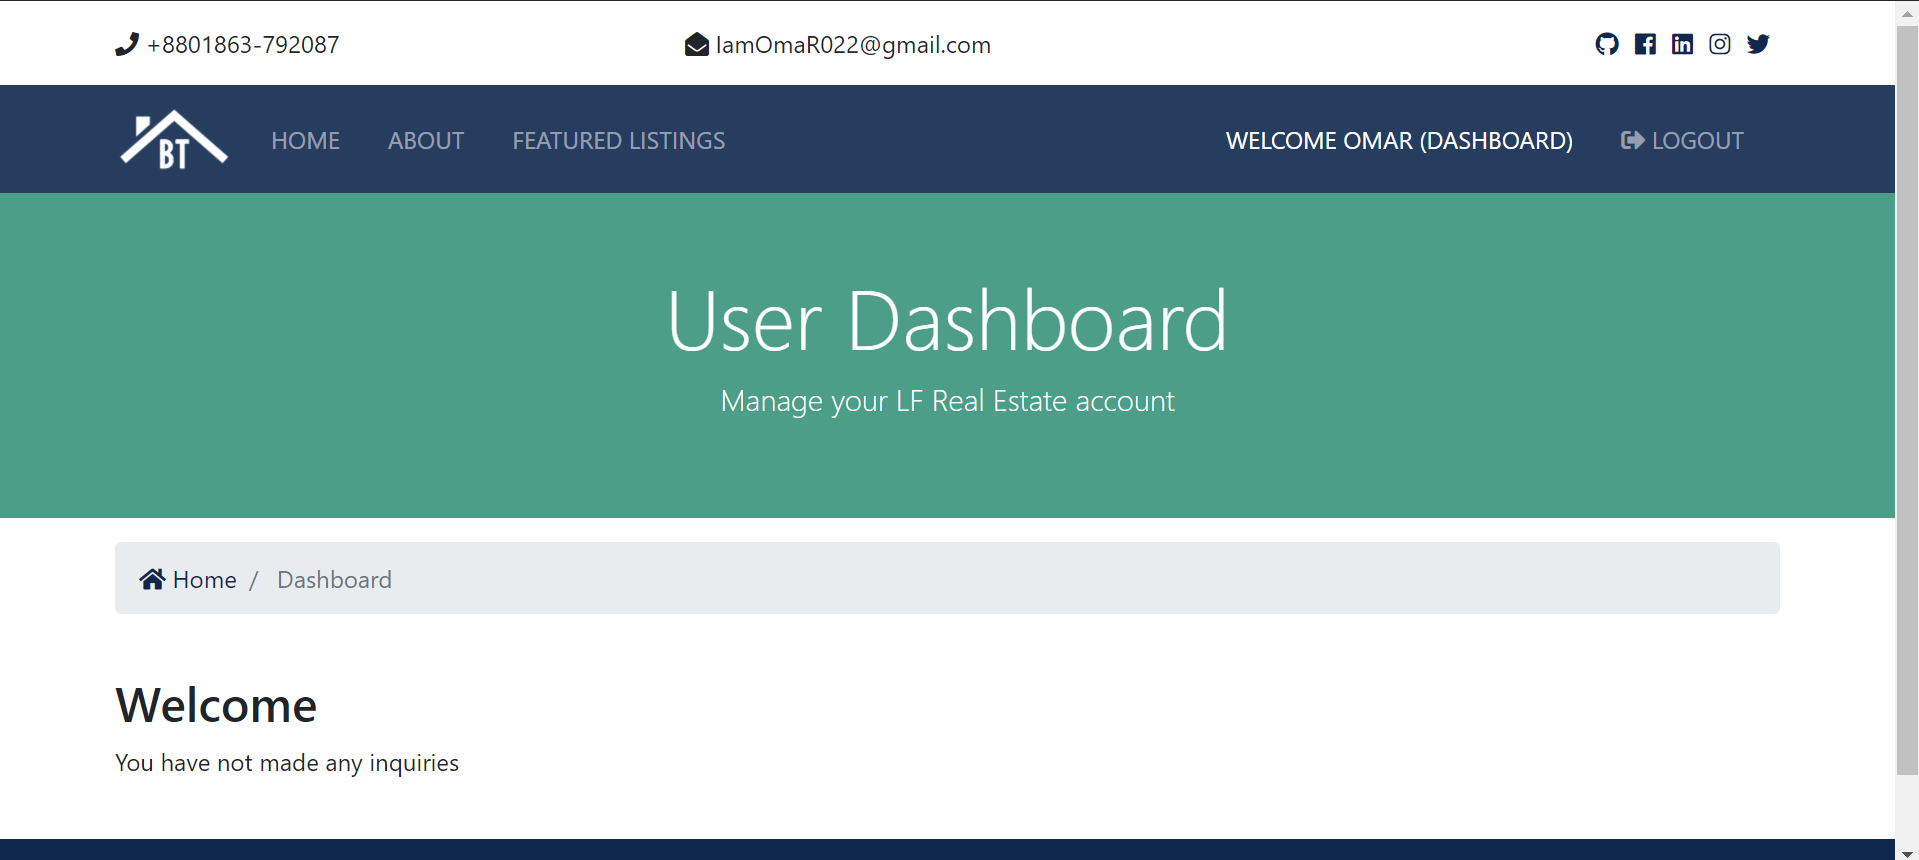 +8801863-792087 IamOmaR022@gmail.com
BT HOME ABOUT FEATURED LISTINGS WELCOME OMAR (DASHBOARD) LOGOUT
User Dashboard
Manage your LF Real Estate account
Home / Dashboard
Welcome
You have not made any inquiries